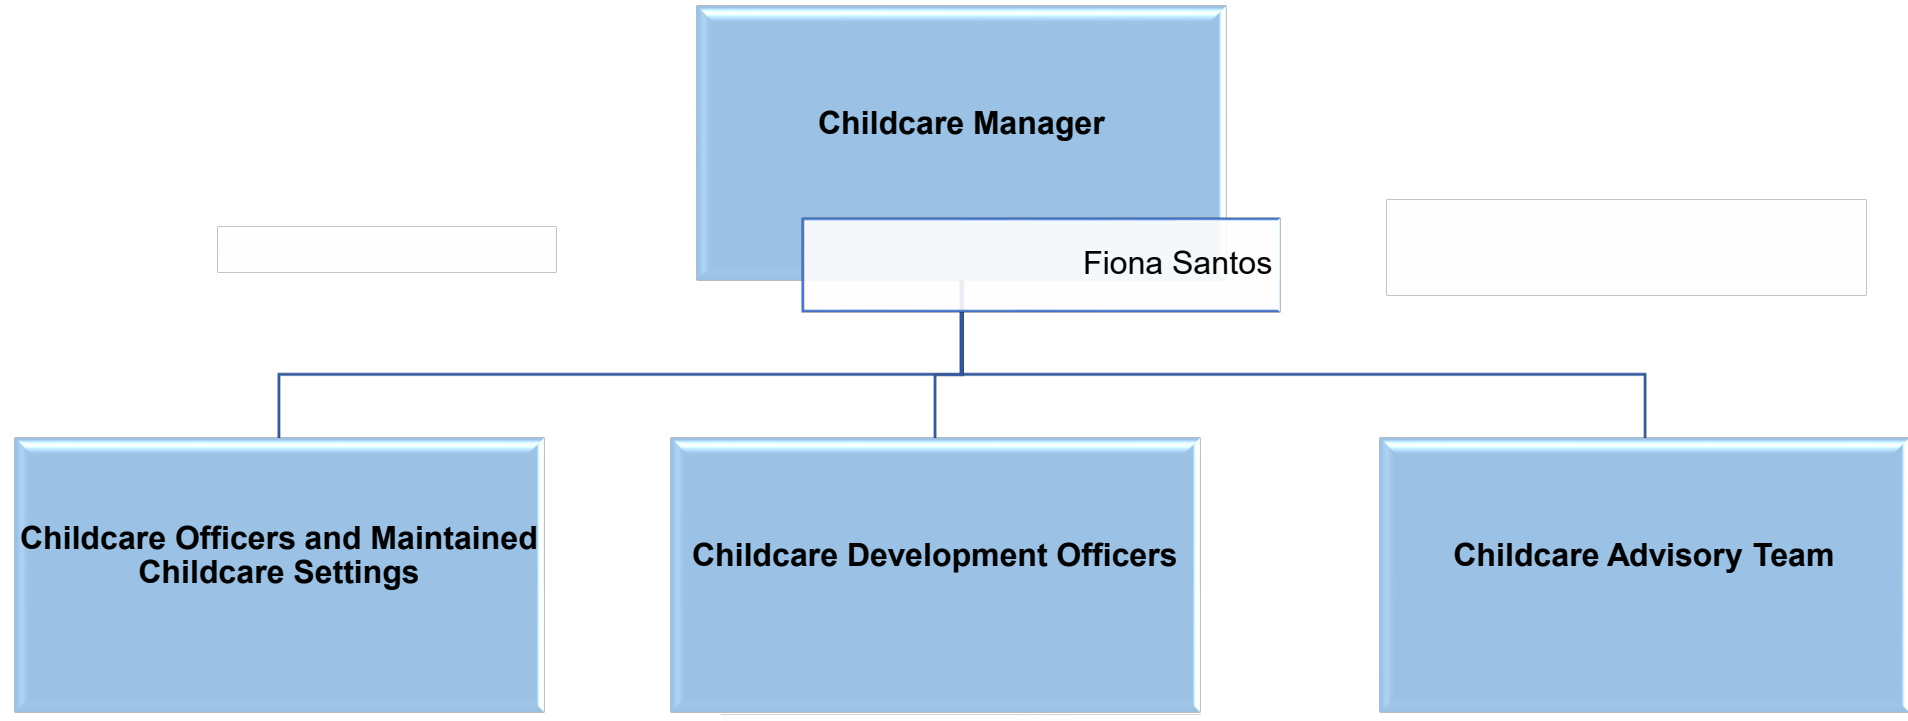 Childcare Manager
Fiona Santos
Childcare Officers and Maintained
Childcare Settings
Childcare Development Officers
Childcare Advisory Team